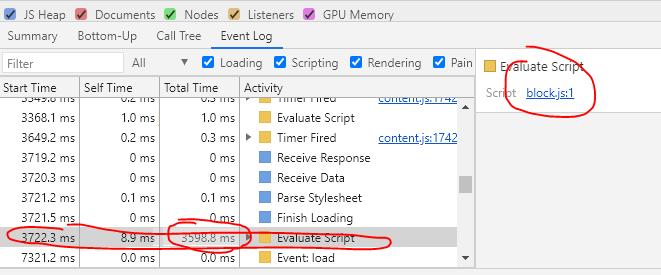 JS Heap Documents Nodes Listeners GPU Memory
Summary Bottom-Up Call Tree Event Log
Filter All Loading Scripting Rendering Pain
Start Time Self Time Total Time Activity
3349.8 ms 0.2 ms 0.3 ms Timer Fired content.js:1742
3368.1 ms 1.0 ms 1.0 ms Evaluate Script
3649.2 ms 0.2 ms 0.3 ms Timer Fired content.js:1742
3719.2 ms 0 ms 0 ms Receive Response
3720.3 ms 0 ms 0 ms Receive Data
3721.2 ms 0.1 ms 0.1 ms Parse Stylesheet
3721.5 ms 0 ms 0 ms Finish Loading
3722.3 ms 8.9 ms 3598.8 ms Evaluate Script
7321.2 ms 0.0 ms 0.0 ms Event: load
Evaluate Script
Script block.js:1